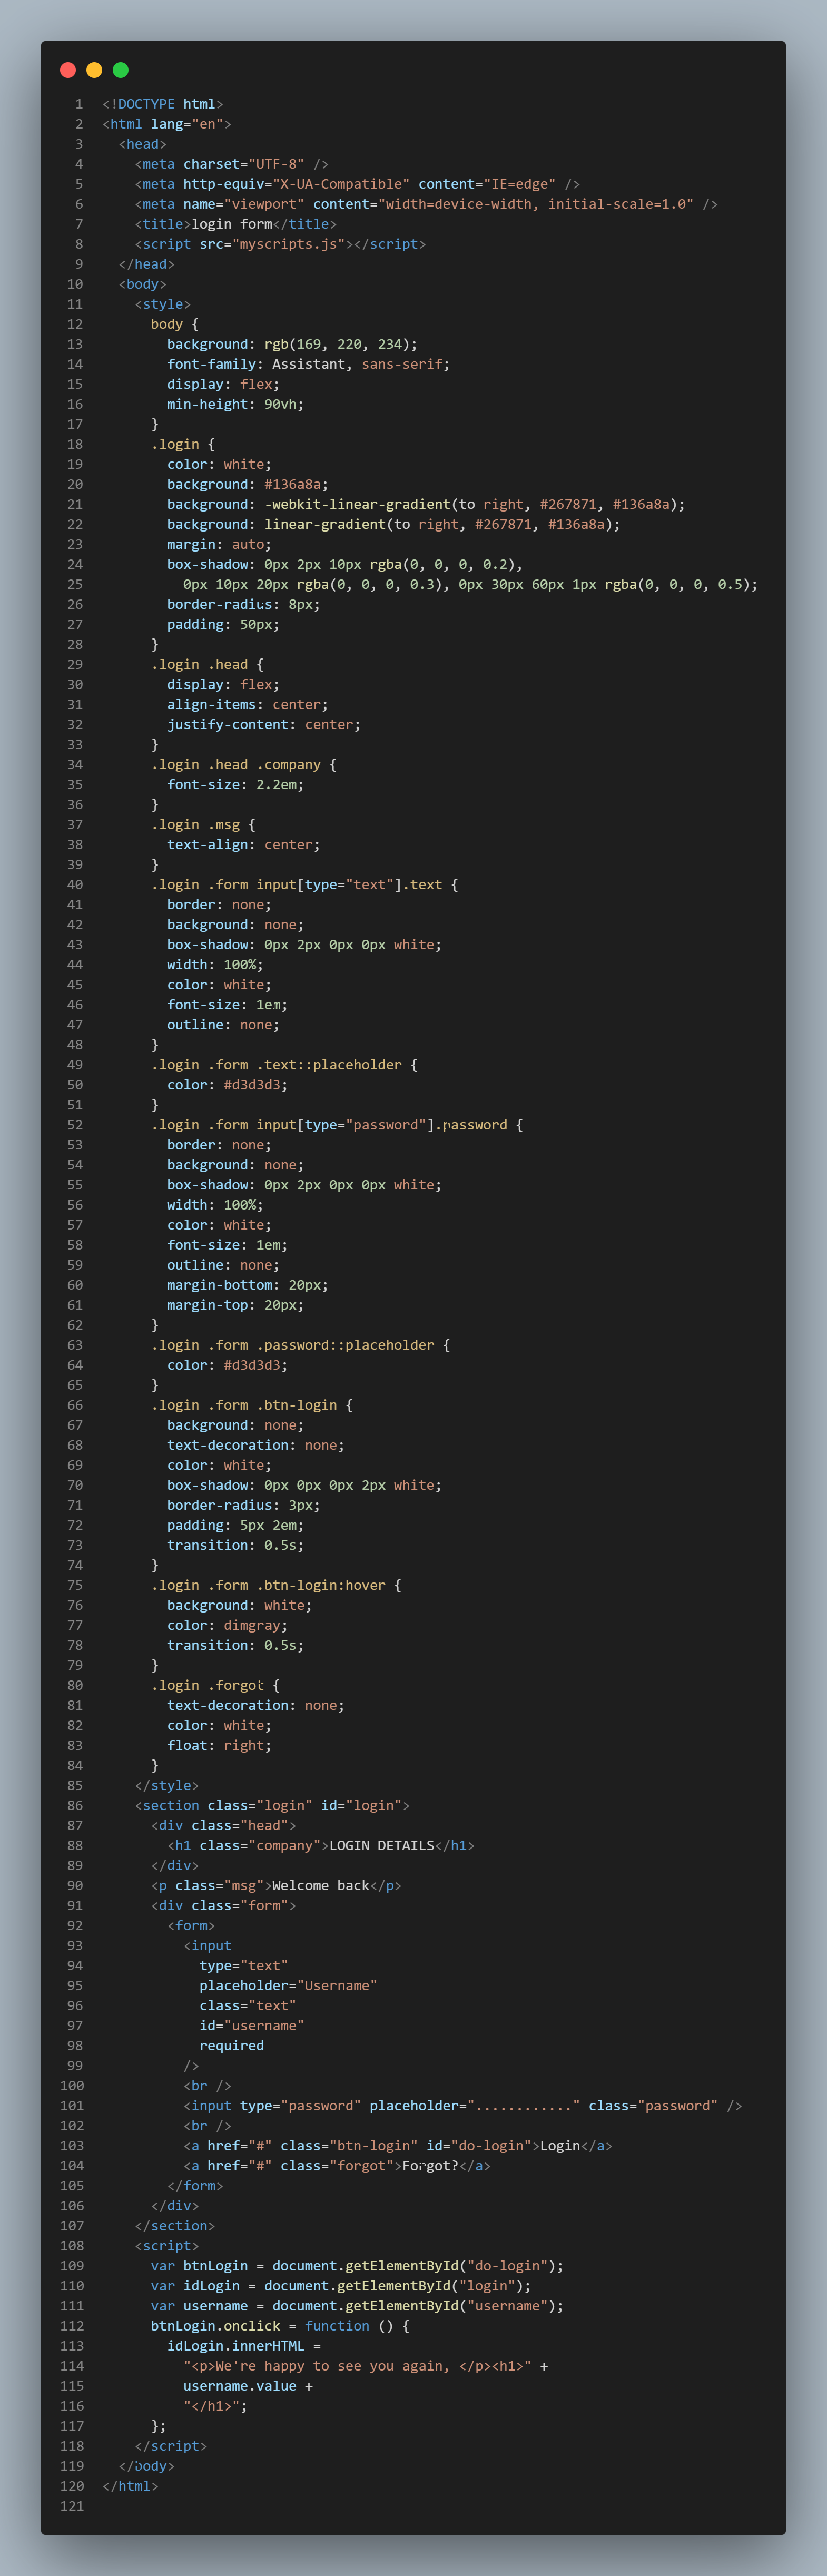 1 <!DOCTYPE html>
2 <html lang="en">
3 <head>
4 <meta charset="UTF-8" />
5 <meta http-equiv="X-UA-Compatible" content="IE=edge" />
6 <meta name="viewport" content="width=device-width, initial-scale=1.0" />
7 <title>login form</title>
8 <script src="myscripts.js"></script>
9 </head>
10 <body>
11 <style>
12 body {
13 background: rgb(169, 220, 234);
14 font-family: Assistant, sans-serif;
15 display: flex;
16 min-height: 90vh;
17 }
18 .login {
19 color: white;
20 background: #136a8a;
21 background: -webkit-linear-gradient(to right, #267871, #136a8a);
22 background: linear-gradient(to right, #267871, #136a8a);
23 margin: auto;
24 box-shadow: 0px 2px 10px rgba(0, 0, 0, 0.2),
25 0px 10px 20px rgba(0, 0, 0, 0.3), 0px 30px 60px 1px rgba(0, 0, 0, 0.5);
26 border-radius: 8px;
27 padding: 50px;
28 }
29 .login .head {
30 display: flex;
31 align-items: center;
32 justify-content: center;
33 }
34 .login .head .company {
35 font-size: 2.2em;
36 }
37 .login .msg {
38 text-align: center;
39 }
40 .login .form input[type="text"].text {
41 border: none;
42 background: none;
43 box-shadow: 0px 2px 0px 0px white;
44 width: 100%;
45 color: white;
46 font-size: 1em;
47 outline: none;
48 }
49 .login .form .text::placeholder {
50 color: #d3d3d3;
51 }
52 .login .form input[type="password"].password {
53 border: none;
54 background: none;
55 box-shadow: 0px 2px 0px 0px white;
56 width: 100%;
57 color: white;
58 font-size: 1em;
59 outline: none;
60 margin-bottom: 20px;
61 margin-top: 20px;
62 }
63 .login .form .password::placeholder {
64 color: #d3d3d3;
65 }
66 .login .form .btn-login {
67 background: none;
68 text-decoration: none;
69 color: white;
70 box-shadow: 0px 0px 0px 2px white;
71 border-radius: 3px;
72 padding: 5px 2em;
73 transition: 0.5s;
74 }
75 .login .form .btn-login:hover {
76 background: white;
77 color: dimgray;
78 transition: 0.5s;
79 }
80 .login .forgot {
81 text-decoration: none;
82 color: white;
83 float: right;
84 }
85 </style>
86 <section class="login" id="login">
87 <div class="head">
88 <h1 class="company">LOGIN DETAILS</h1>
89 </div>
90 <p class="msg">Welcome back</p>
91 <div class="form">
92 <form>
93 <input
94 type="text"
95 placeholder="Username"
96 class="text"
97 id="username"
98 required
99 />
100 <br />
101 <input type="password" placeholder="............" class="password" />
102 <br />
103 <a href="#" class="btn-login" id="do-login">Login</a>
104 <a href="#" class="forgot">Forgot?</a>
105 </form>
106 </div>
107 </section>
108 <script>
109 var btnLogin = document.getElementById("do-login");
110 var idLogin = document.getElementById("login");
111 var username = document.getElementById("username");
112 btnLogin.onclick = function () {
113 idLogin.innerHTML =
114 "<p>We're happy to see you again, </p><h1>" +
115 username.value +
116 "</h1>";
117 };
118 </script>
119 </body>
120 </html>
121